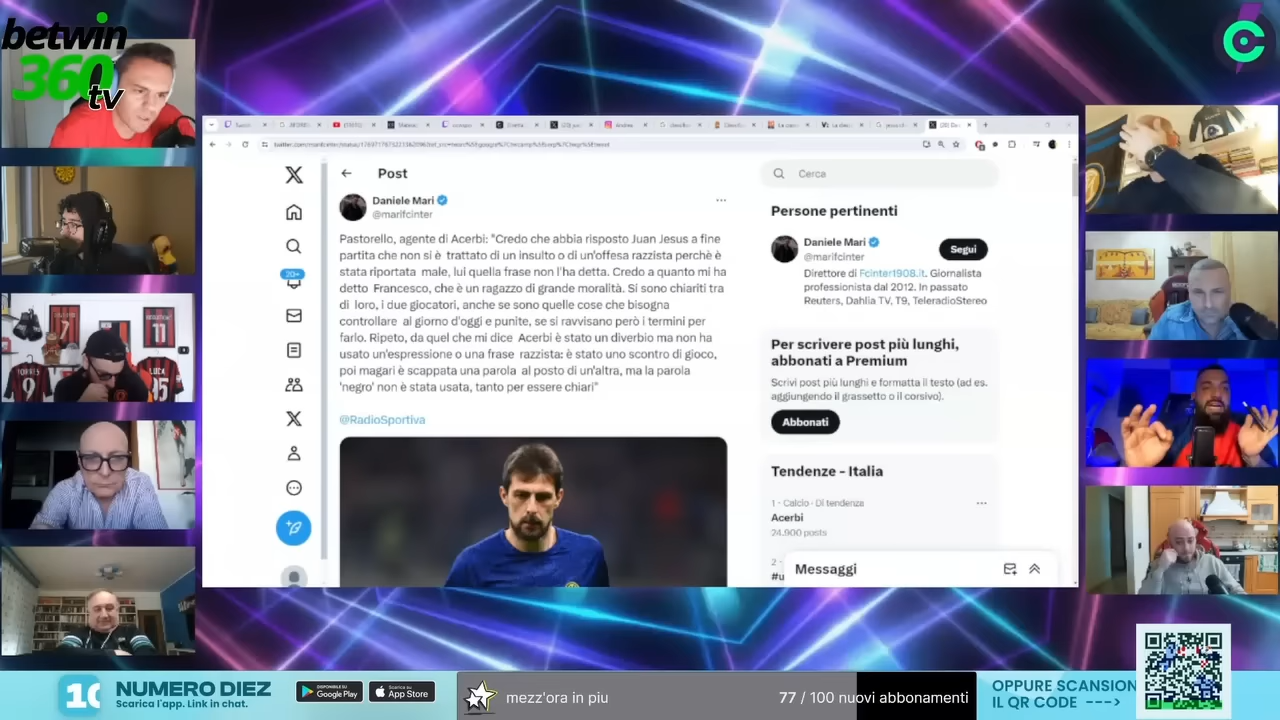 betwin
360
tv
Post
Daniele Mari
@marifcinter
Pastorello, agente di Acerbi: "Credo che abbia risposto Juan Jesus a fine
partita che non si è trattato di un insulto o di un'offesa razzista perchè è
stata riportata male, lui quella frase non l'ha detta. Credo a quanto mi ha
detto Francesco, che è un ragazzo di grande moralità. Si sono chiariti tra
di loro, i due giocatori, anche se sono quelle cose che bisogna
controllare al giorno d'oggi e punite, se si ravvisano però i termini per
farlo. Ripeto, da quel che mi dice Acerbi è stato un diverbio ma non ha
usato un'espressione o una frase razzista: è stato uno scontro di gioco,
poi magari è scappata una parola al posto di un'altra, ma la parola
'negro' non è stata usata, tanto per essere chiari"
@RadioSportiva
20+
Cerca
Persone pertinenti
Daniele Mari
@marifcinter
Segui
Direttore di Fcinter1908.it. Giornalista
professionista dal 2012. In passato
Reuters, Dahlia TV, T9, TeleradioStereo
Per scrivere post più lunghi,
abbonati a Premium
Scrivi post più lunghi e formatta il testo (ad es.
aggiungendo il grassetto o il corsivo).
Abbonati
Tendenze - Italia
1 · Calcio · Di tendenza
Acerbi
24.900 posts
2 ·
#u
Messaggi
TORRES
9
7
11
LUCA
NUMERO DIEZ
Scarica l'app. Link in chat.
DISPONIBILE SU
Google Play
Scarica su
App Store
mezz'ora in piu
77 / 100 nuovi abbonamenti
OPPURE SCANSION
IL QR CODE --->